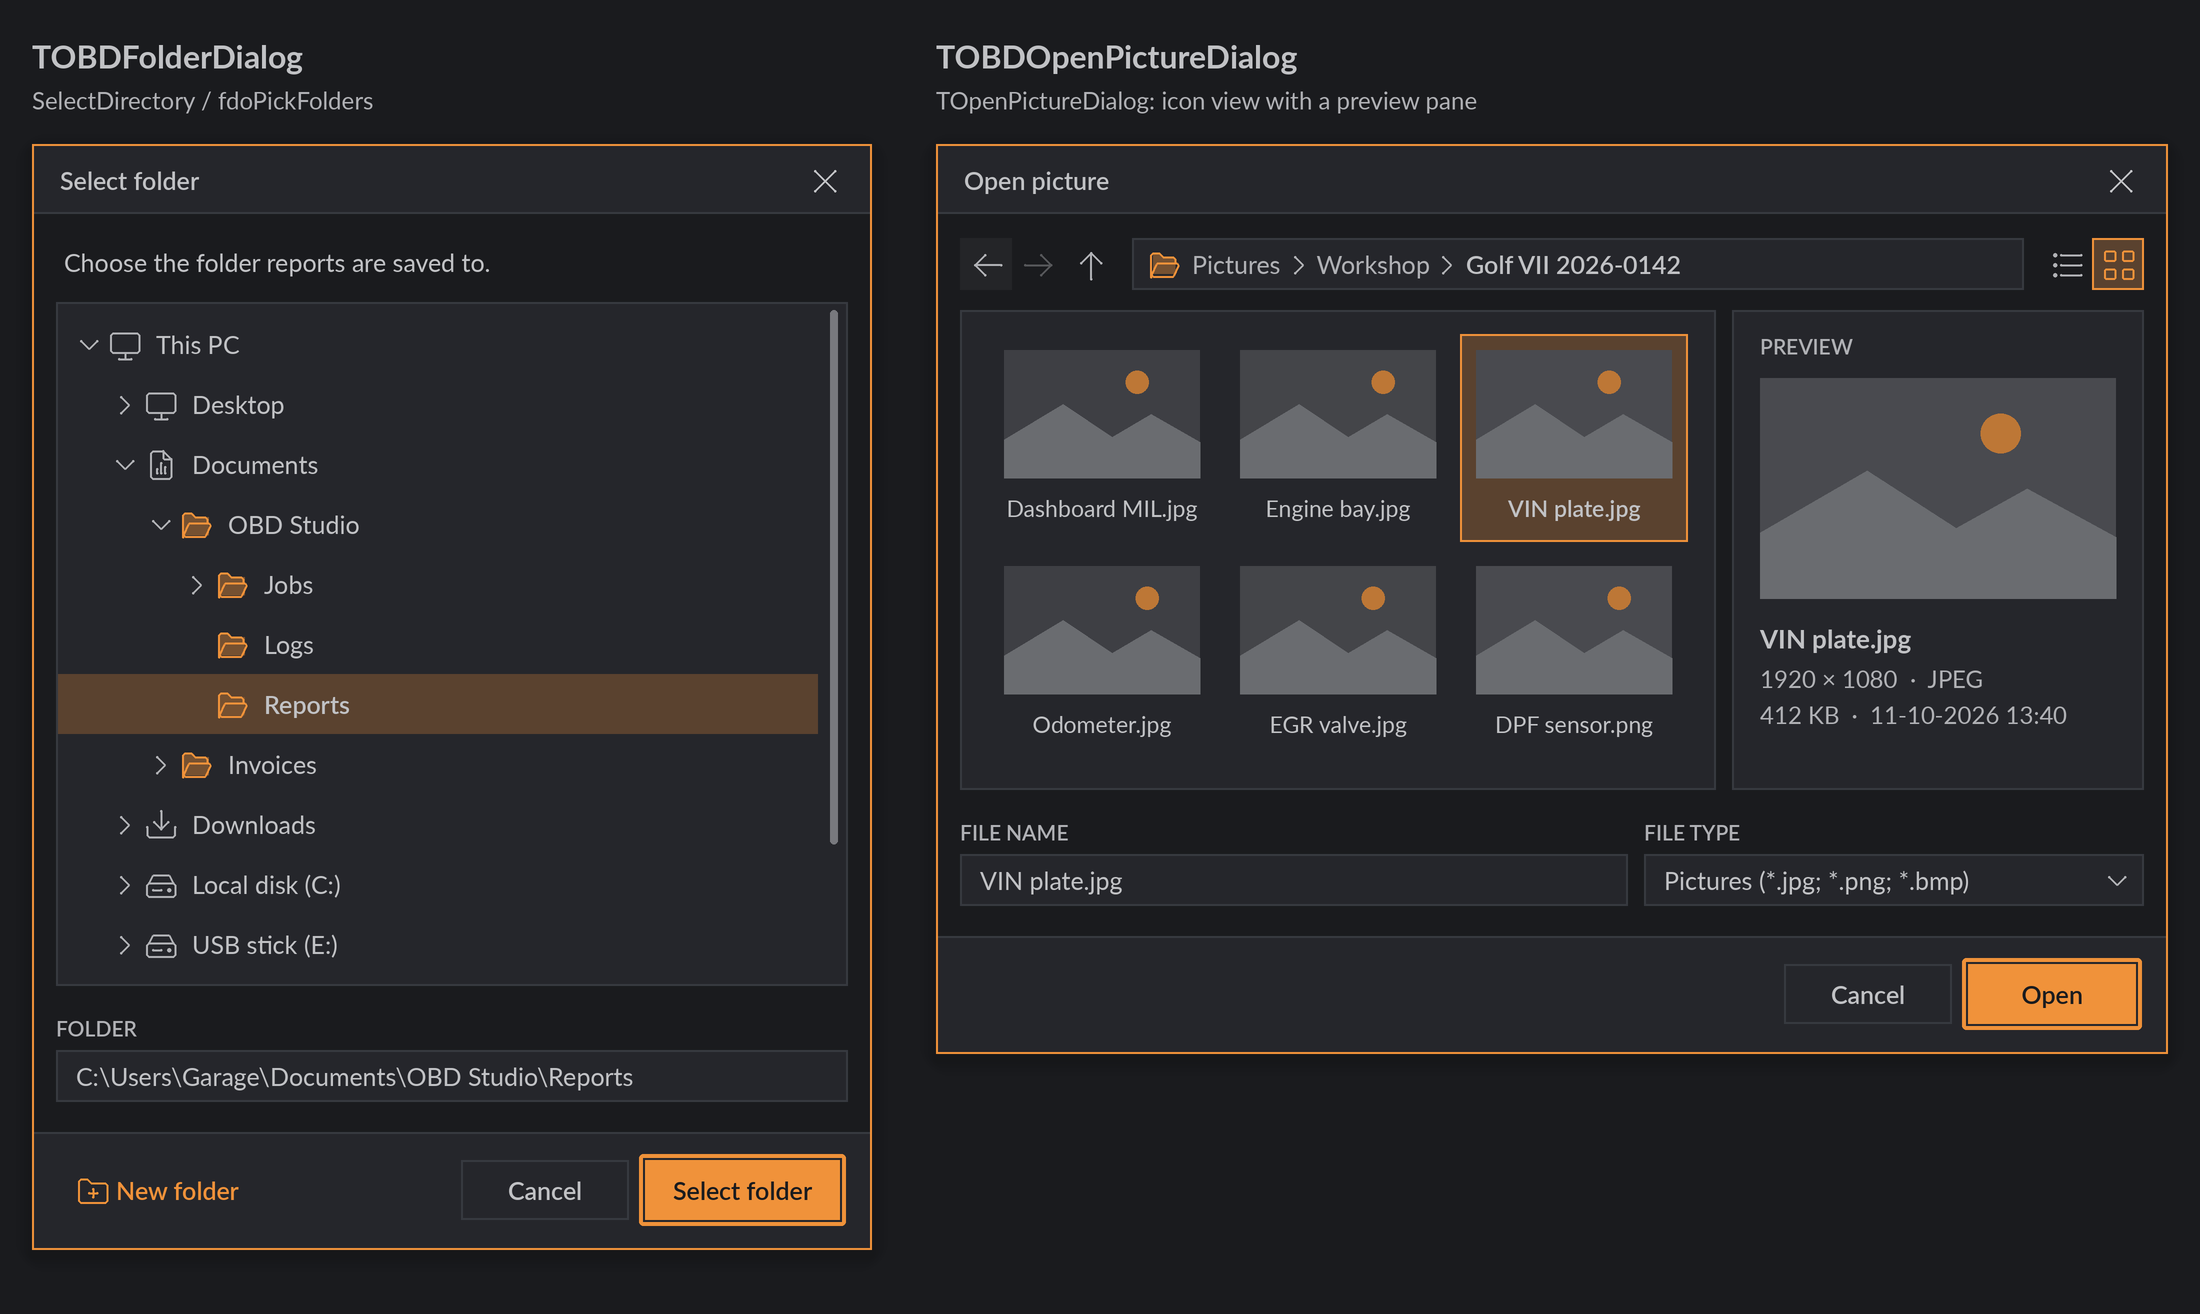 TOBDFolderDialog
SelectDirectory / fdoPickFolders
Select folder
Choose the folder reports are saved to.
This PC
Desktop
Documents
OBD Studio
Jobs
Logs
Reports
Invoices
Downloads
Local disk (C:)
USB stick (E:)
FOLDER
C:\Users\Garage\Documents\OBD Studio\Reports
New folder
Cancel
Select folder
TOBDOpenPictureDialog
TOpenPictureDialog: icon view with a preview pane
Open picture
Pictures > Workshop > Golf VII 2026-0142
Dashboard MIL.jpg
Engine bay.jpg
VIN plate.jpg
Odometer.jpg
EGR valve.jpg
DPF sensor.png
PREVIEW
VIN plate.jpg
1920 × 1080 · JPEG
412 KB · 11-10-2026 13:40
FILE NAME
VIN plate.jpg
FILE TYPE
Pictures (*.jpg; *.png; *.bmp)
Cancel
Open